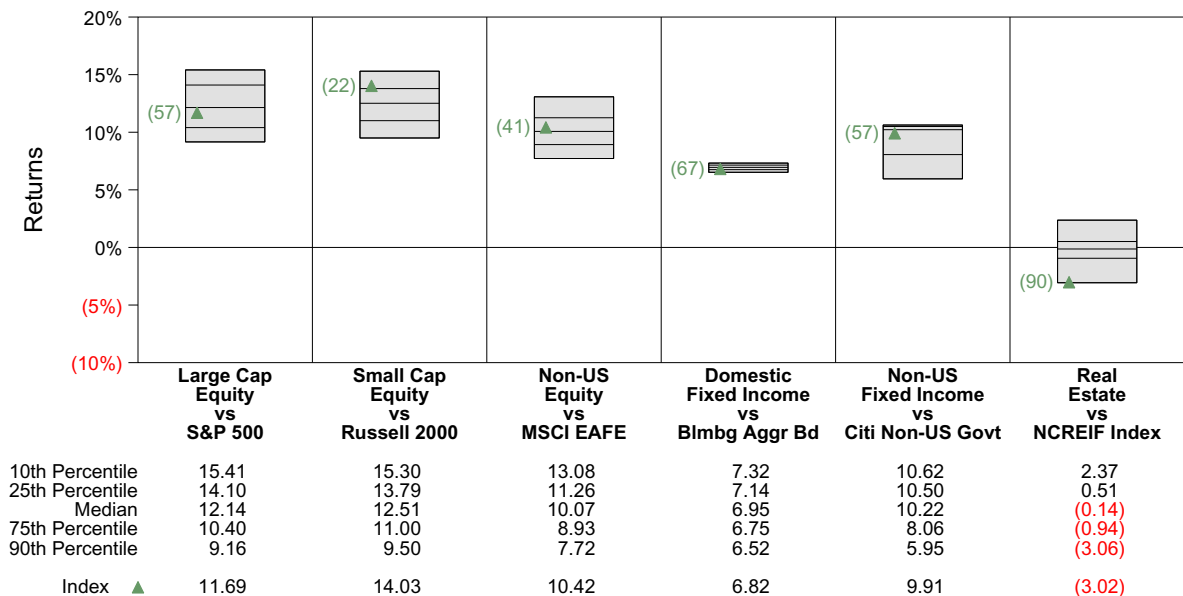 20%
15%
10%
5%
0%
(5%)
(10%)
Returns
(57)
(22)
(41)
(67)
(57)
(90)
Large Cap
Equity
vs
S&P 500
Small Cap
Equity
vs
Russell 2000
Non-US
Equity
vs
MSCI EAFE
Domestic
Fixed Income
vs
Blmbg Aggr Bd
Non-US
Fixed Income
vs
Citi Non-US Govt
Real
Estate
vs
NCREIF Index
10th Percentile 15.41 15.30 13.08 7.32 10.62 2.37
25th Percentile 14.10 13.79 11.26 7.14 10.50 0.51
Median 12.14 12.51 10.07 6.95 10.22 (0.14)
75th Percentile 10.40 11.00 8.93 6.75 8.06 (0.94)
90th Percentile 9.16 9.50 7.72 6.52 5.95 (3.06)
Index ▲ 11.69 14.03 10.42 6.82 9.91 (3.02)